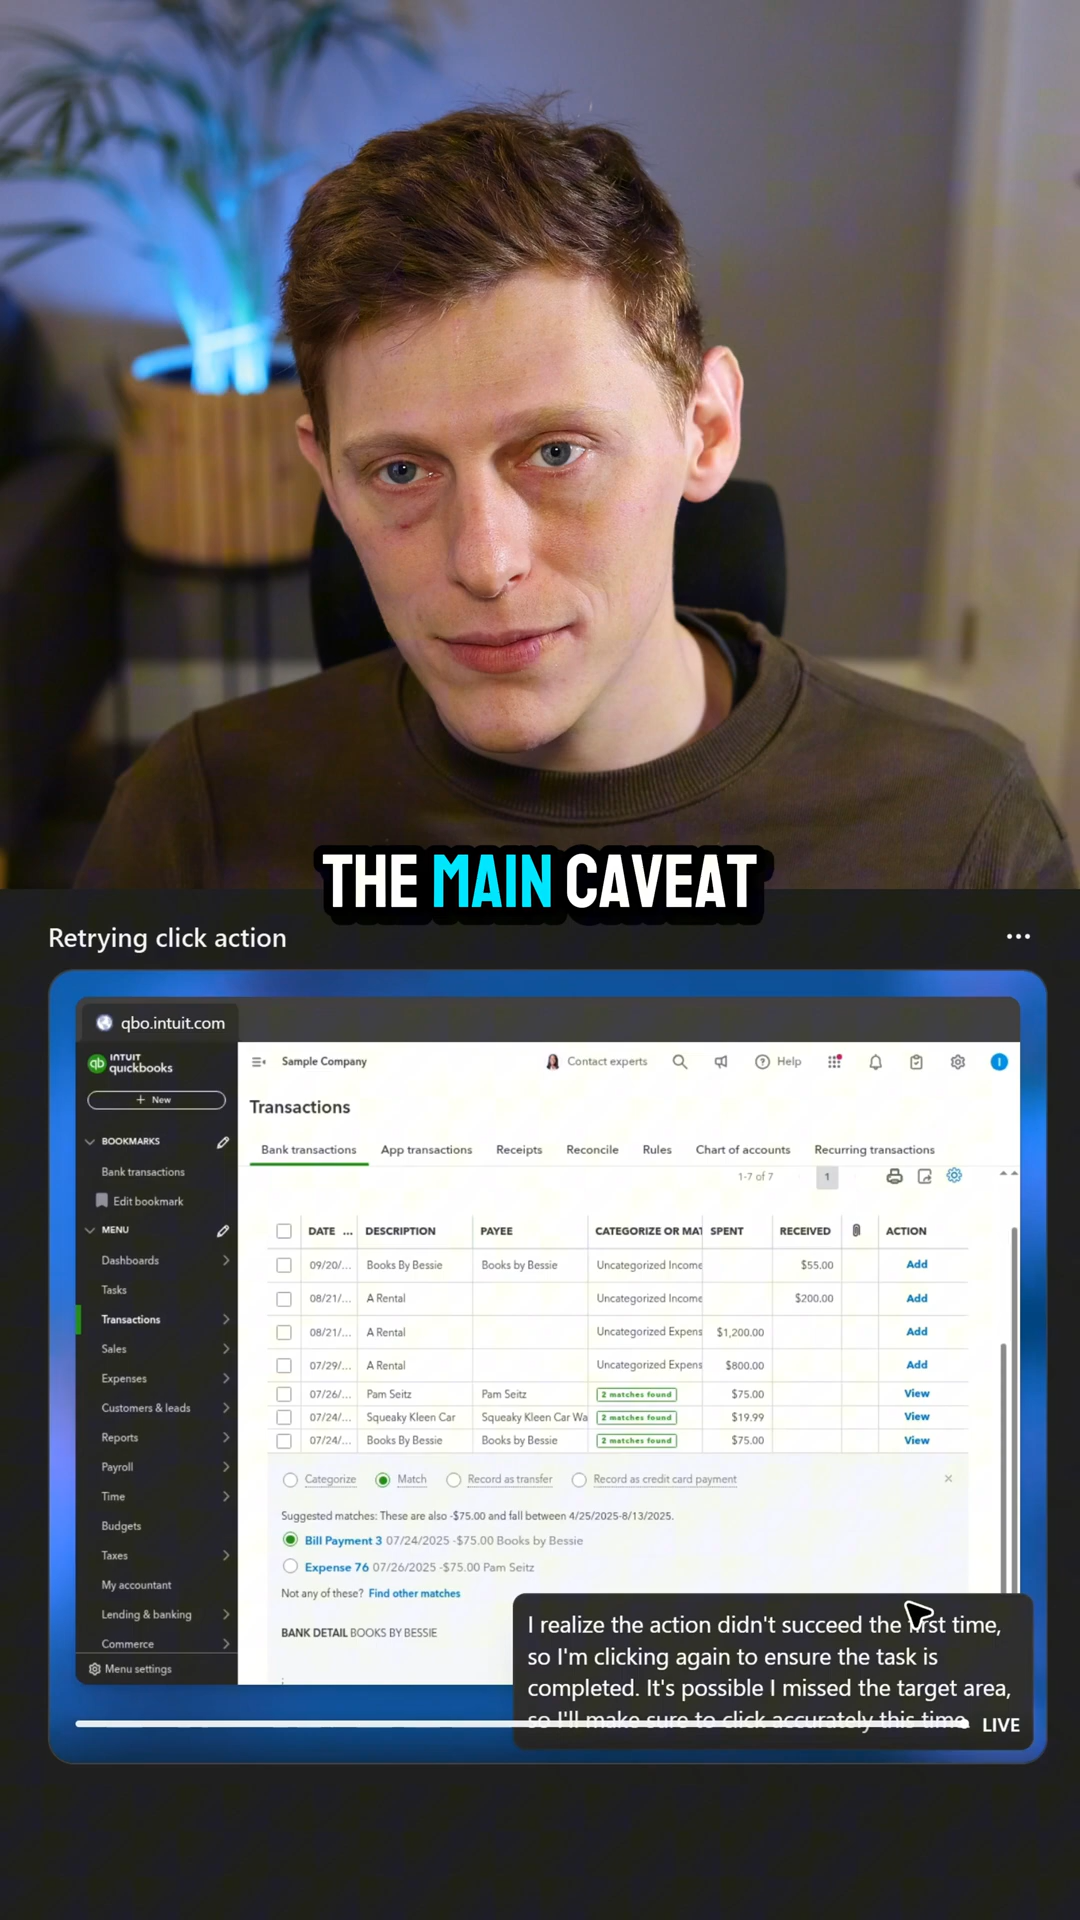 THE MAIN CAVEAT
Retrying click action
qbo.intuit.com
INTUIT
quickbooks
Sample Company
Contact experts
Help
New
Transactions
BOOKMARKS
Bank transactions
Edit bookmark
MENU
Dashboards
Tasks
Transactions
Sales
Expenses
Customers & leads
Reports
Payroll
Time
Budgets
Taxes
My accountant
Lending & banking
Commerce
Menu settings
Bank transactions App transactions Receipts Reconcile Rules Chart of accounts Recurring transactions
1-7 of 7 1
DATE ... DESCRIPTION PAYEE CATEGORIZE OR MAT SPENT RECEIVED ACTION
09/20/... Books By Bessie Books by Bessie Uncategorized Income $55.00 Add
08/21/... A Rental Uncategorized Income $200.00 Add
08/21/... A Rental Uncategorized Expens $1,200.00 Add
07/29/... A Rental Uncategorized Expens $800.00 Add
07/26/... Pam Seitz Pam Seitz 2 matches found $75.00 View
07/24/... Squeaky Kleen Car Squeaky Kleen Car Wa 2 matches found $19.99 View
07/24/... Books By Bessie Books by Bessie 2 matches found $75.00 View
Categorize Match Record as transfer Record as credit card payment
Suggested matches: These are also -$75.00 and fall between 4/25/2025-8/13/2025.
Bill Payment 3 07/24/2025 -$75.00 Books by Bessie
Expense 76 07/26/2025 -$75.00 Pam Seitz
Not any of these? Find other matches
BANK DETAIL BOOKS BY BESSIE
I realize the action didn't succeed the first time,
so I'm clicking again to ensure the task is
completed. It's possible I missed the target area,
so I'll make sure to click accurately this time.
LIVE